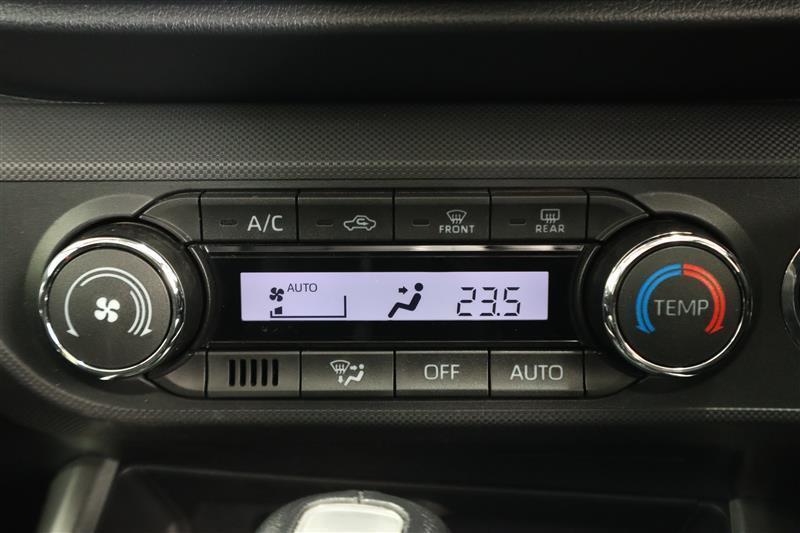 A/C FRONT REAR
AUTO
23.5
TEMP
OFF AUTO